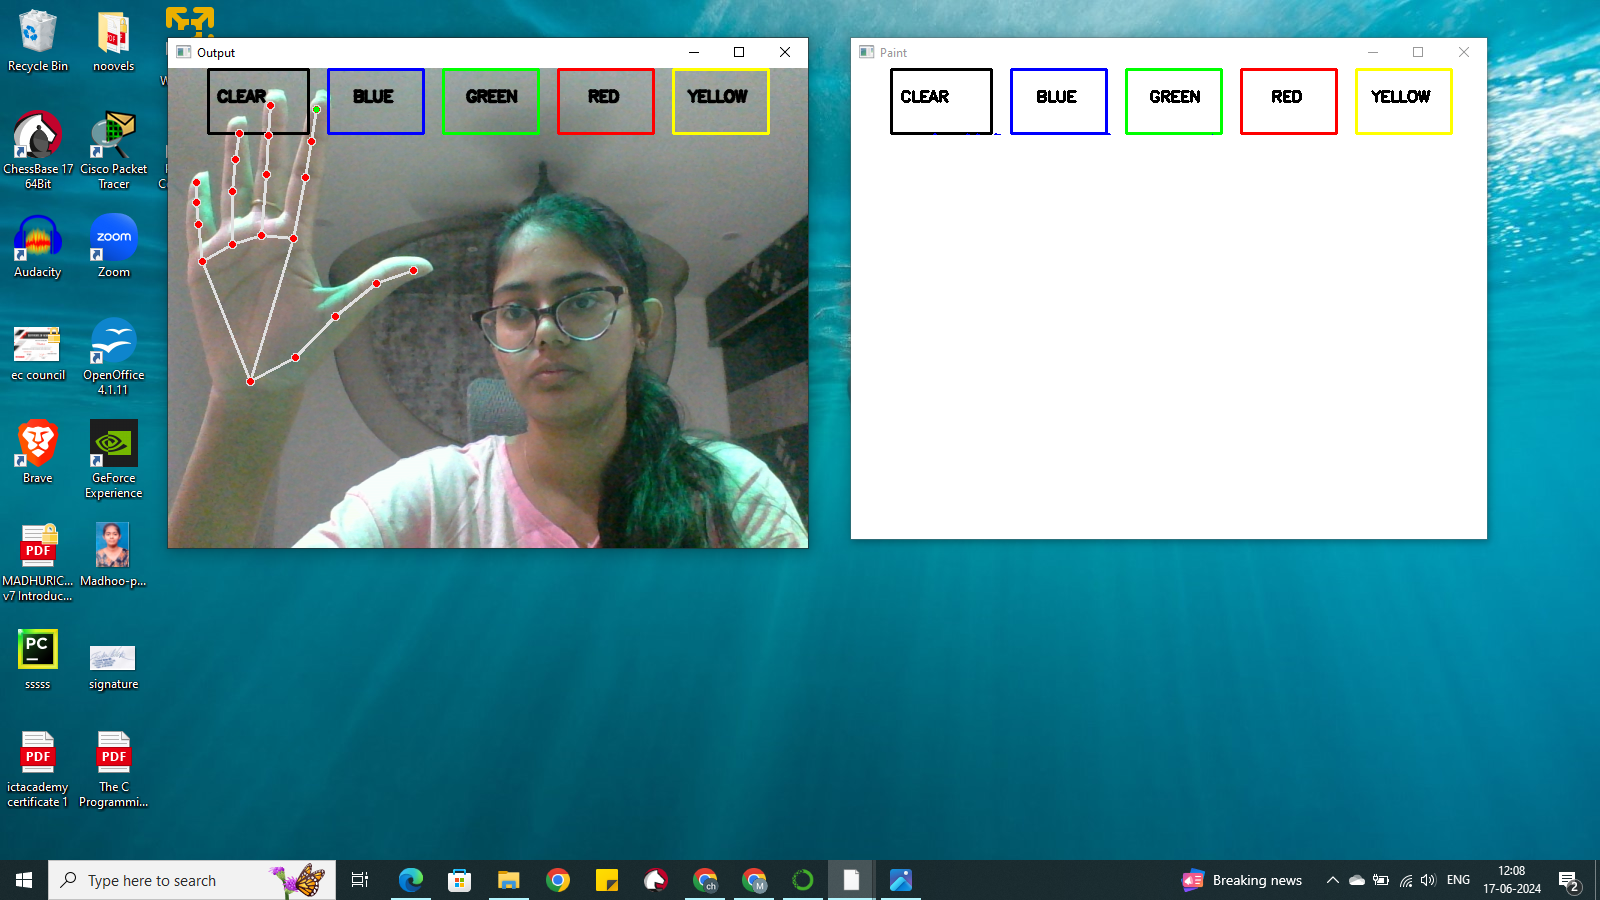 Recycle Bin
noovels
W
ChessBase 17
64Bit
Cisco Packet
Tracer
Audacity
zoom
Zoom
ec council
OpenOffice
4.1.11
Brave
GeForce
Experience
PDF
MADHURIC...
v7 Introduc...
Madhoo-p...
PC
sssss
signature
PDF
ictacademy
certificate 1
PDF
The C
Programmi...
Output
CLEAR
BLUE
GREEN
RED
YELLOW
Paint
CLEAR
BLUE
GREEN
RED
YELLOW
Type here to search
ch
M
Breaking news
ENG
12:08
17-06-2024
2